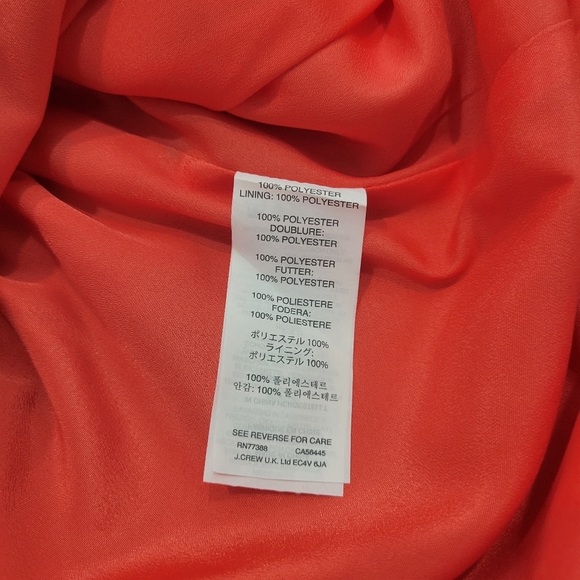 100% POLYESTER
LINING: 100% POLYESTER
100% POLYESTER
DOUBLURE:
100% POLYESTER
100% POLYESTER
FUTTER:
100% POLYESTER
100% POLIESTERE
FODERA:
100% POLIESTERE
ポリエステル 100%
ライニング:
ポリエステル 100%
100% 폴리에스테르
안감: 100% 폴리에스테르
SEE REVERSE FOR CARE
RN77388 CA58445
J.CREW U.K. Ltd EC4V 6JA